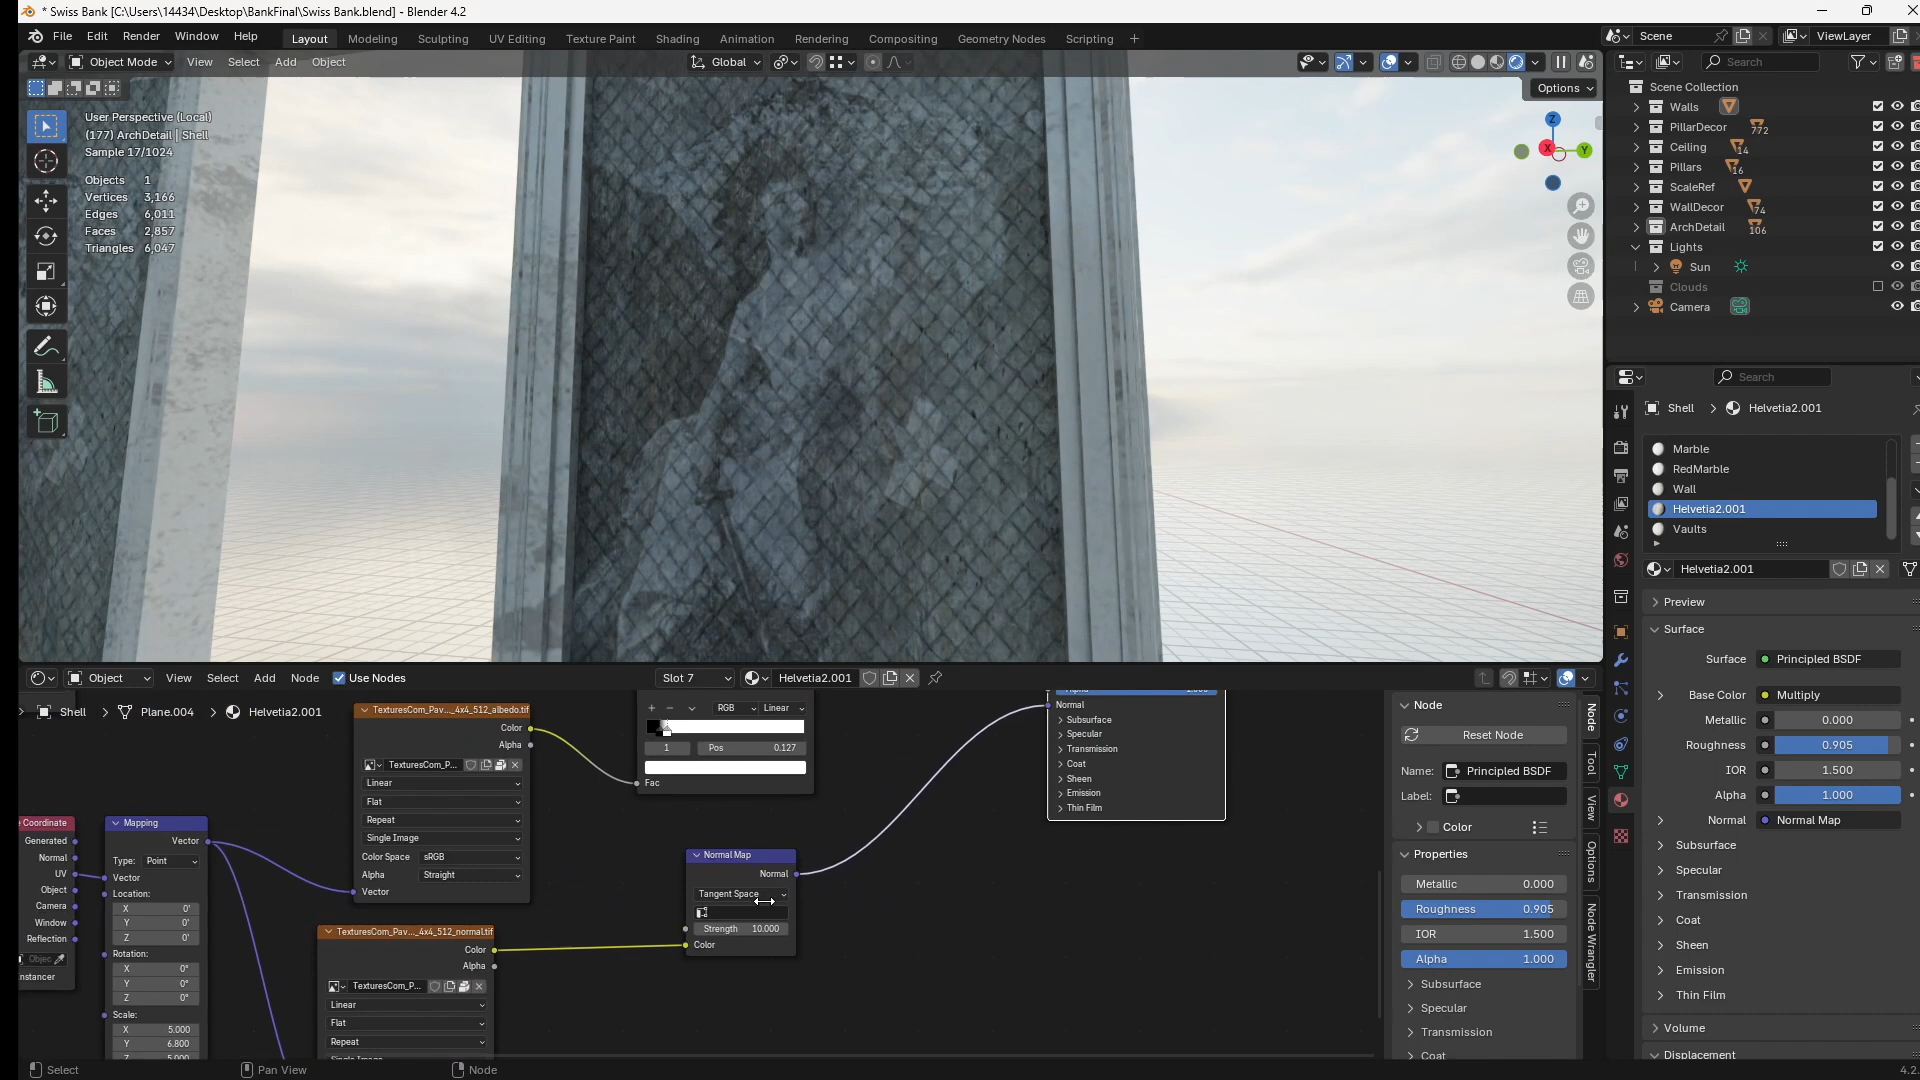 * Swiss Bank [C:\Users\14434\Desktop\BankFinal\Swiss Bank.blend] - Blender 4.2
File Edit Render Window Help Layout Modeling Sculpting UV Editing Texture Paint Shading Animation Rendering Compositing Geometry Nodes Scripting + Scene ViewLayer
Object Mode View Select Add Object Global Search
Options
User Perspective (Local)
(177) ArchDetail | Shell
Sample 17/1024
Objects 1
Vertices 3,166
Edges 6,011
Faces 2,857
Triangles 6,047
Z
X
Y
Scene Collection
Walls
PillarDecor 772
Ceiling 14
Pillars 16
ScaleRef
WallDecor 74
ArchDetail 106
Lights
Sun
Clouds
Camera
Search
Shell > Helvetia2.001
Marble
RedMarble
Wall
Helvetia2.001
Vaults
Helvetia2.001
Preview
Surface
Surface Principled BSDF
Base Color Multiply
Metallic 0.000
Roughness 0.905
IOR 1.500
Alpha 1.000
Normal Normal Map
Subsurface
Specular
Transmission
Coat
Sheen
Emission
Thin Film
Volume
Displacement
Object View Select Add Node Use Nodes Slot 7 Helvetia2.001
Shell > Plane.004 > Helvetia2.001
Coordinate
Generated
Normal
UV
Object
Camera
Window
Reflection
Objec
nstancer
Mapping
Vector
Type: Point
Vector
Location:
X 0'
Y 0'
Z 0'
Rotation:
X 0°
Y 0°
Z 0°
Scale:
X 5.000
Y 6.800
Z 5.000
TexturesCom_Pav..._4x4_512_albedo.tif
Color
Alpha
TexturesCom_P...
Linear
Flat
Repeat
Single Image
Color Space sRGB
Alpha Straight
Vector
TexturesCom_Pav..._4x4_512_normal.tif
Color
Alpha
TexturesCom_P...
Linear
Flat
Repeat
Single Image
+ − RGB Linear
1 Pos 0.127
Fac
Normal Map
Normal
Tangent Space
Strength 10.000
Color
Alpha 1.000
Normal
Subsurface
Specular
Transmission
Coat
Sheen
Emission
Thin Film
Node
Reset Node
Name: Principled BSDF
Label:
Color
Properties
Metallic 0.000
Roughness 0.905
IOR 1.500
Alpha 1.000
Subsurface
Specular
Transmission
Coat
Node
Tool
View
Options
Node Wrangler
Select Pan View Node 4.2.